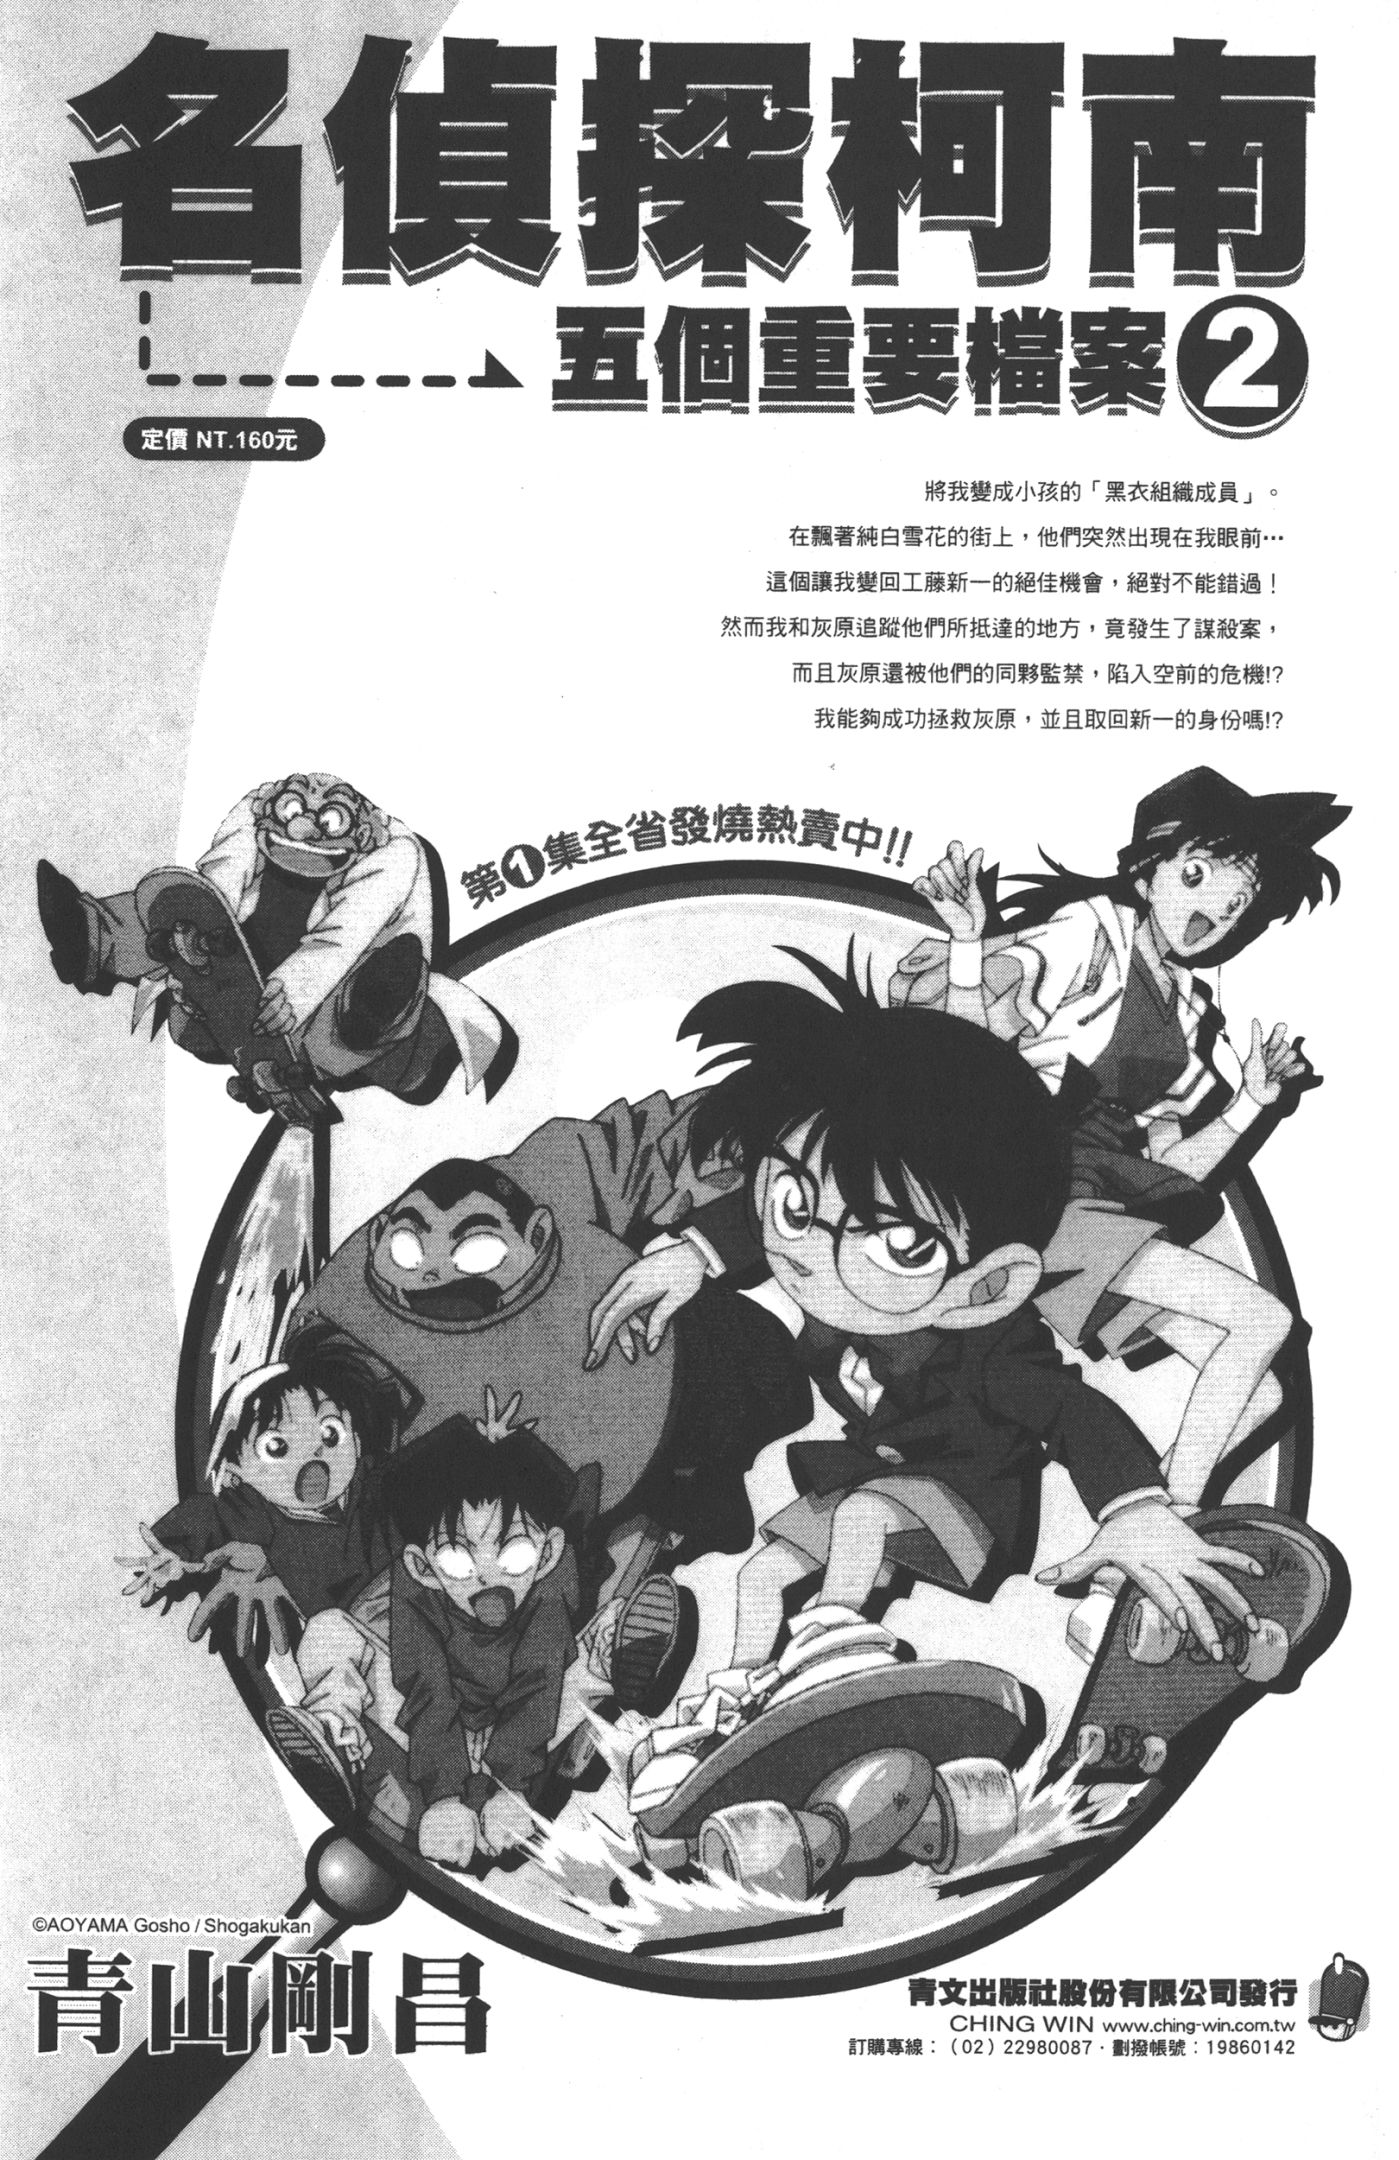 名偵探柯南
五個重要檔案2
定價 NT.160元
將我變成小孩的「黑衣組織成員」。
在飄著純白雪花的街上，他們突然出現在我眼前…
這個讓我變回工藤新一的絕佳機會，絕對不能錯過！
然而我和灰原追蹤他們所抵達的地方，竟發生了謀殺案，
而且灰原還被他們的同夥監禁，陷入空前的危機!?
我能夠成功拯救灰原，並且取回新一的身份嗎!?
第1集全省發燒熱賣中!!
©AOYAMA Gosho / Shogakukan
青山剛昌
青文出版社股份有限公司發行
CHING WIN www.ching-win.com.tw
訂購專線：（02）22980087．劃撥帳號：19860142